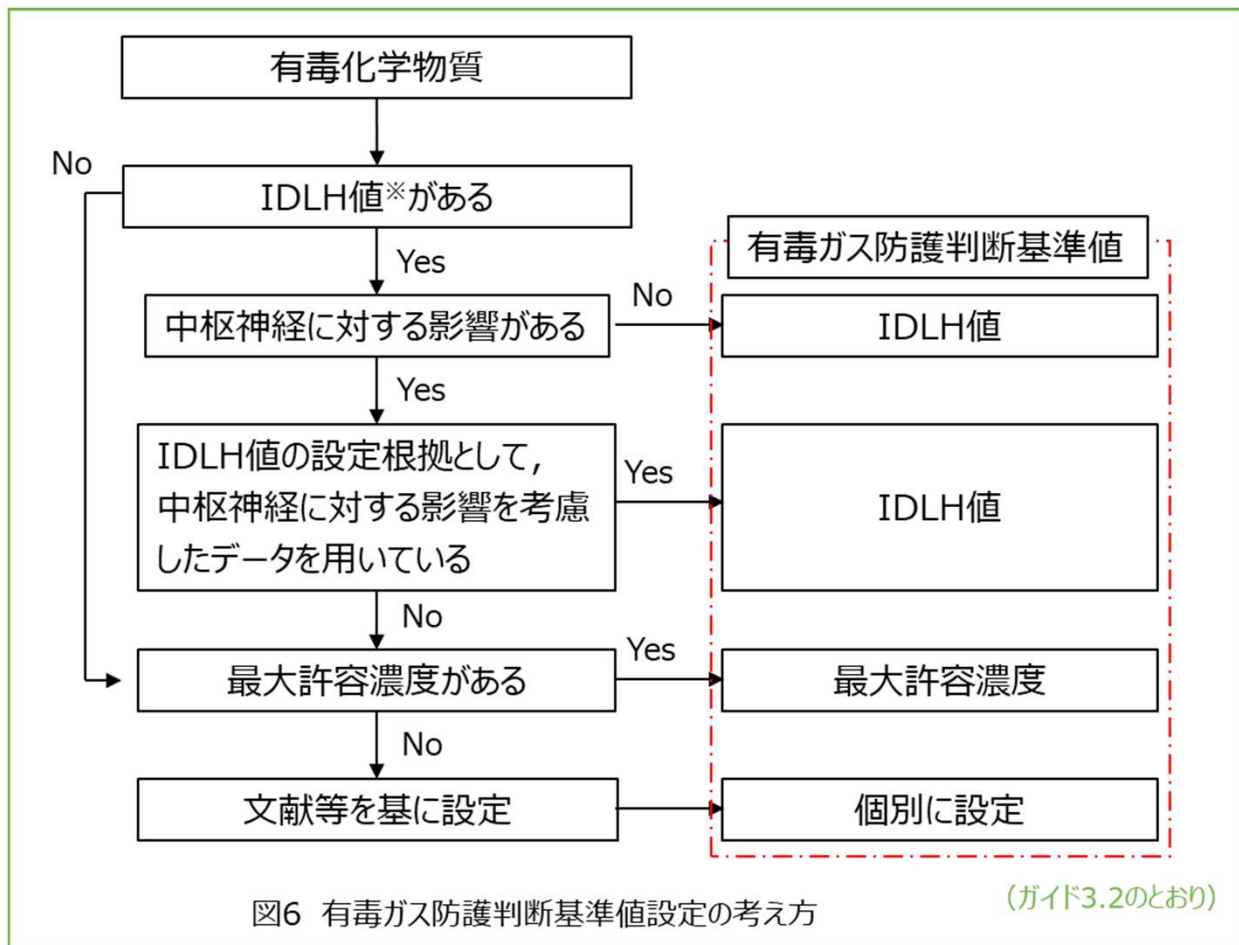 有毒化学物質
No
IDLH値※がある
Yes
有毒ガス防護判断基準値
中枢神経に対する影響がある
No
IDLH値
Yes
IDLH値の設定根拠として,
中枢神経に対する影響を考慮
したデータを用いている
Yes
IDLH値
No
最大許容濃度がある
Yes
最大許容濃度
No
文献等を基に設定
個別に設定
図6 有毒ガス防護判断基準値設定の考え方
(ガイド3.2のとおり)